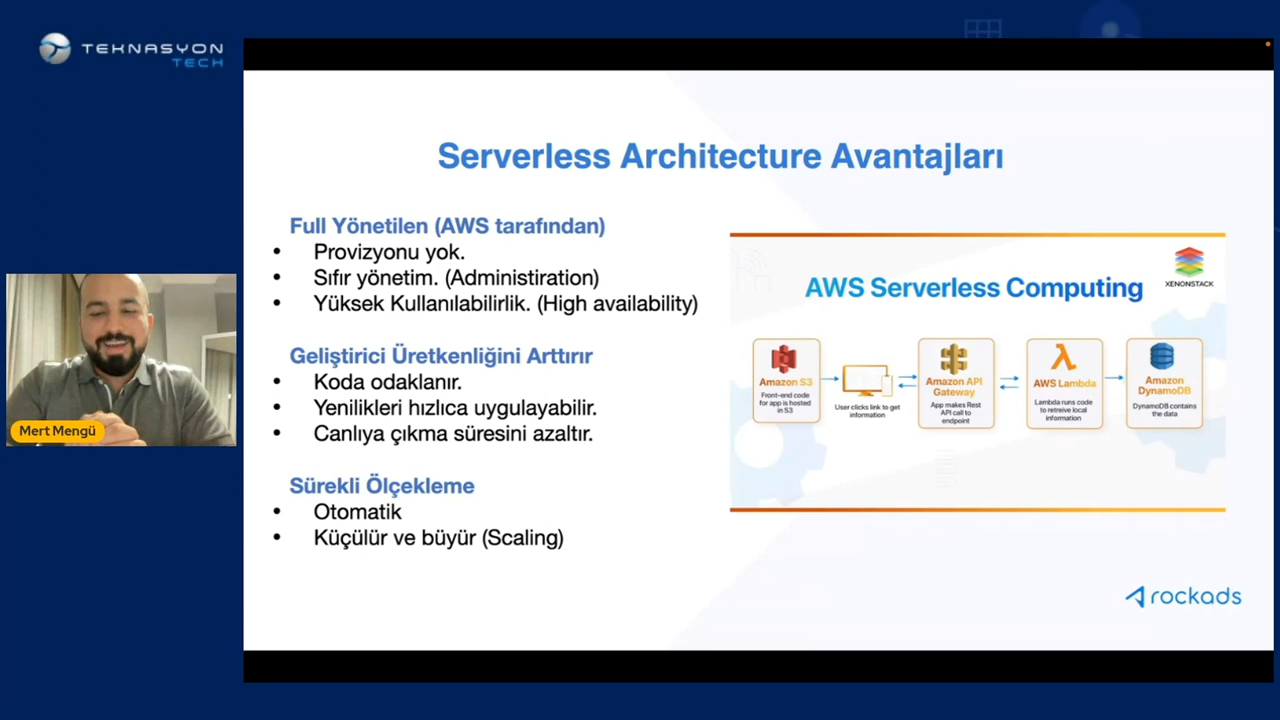 TEKNASYON
TECH
Serverless Architecture Avantajları
Full Yönetilen (AWS tarafından)
• Provizyonu yok.
• Sıfır yönetim. (Administiration)
• Yüksek Kullanılabilirlik. (High availability)
Geliştirici Üretkenliğini Arttırır
• Koda odaklanır.
• Yenilikleri hızlıca uygulayabilir.
• Canlıya çıkma süresini azaltır.
Sürekli Ölçekleme
• Otomatik
• Küçülür ve büyür (Scaling)
XENONSTACK
AWS Serverless Computing
Amazon S3
Front-end code
for app is hosted
in S3
User clicks link to get
information
Amazon API
Gateway
App makes Rest
API call to
endpoint
AWS Lambda
Lambda runs code
to retreive local
information
Amazon
DynamoDB
DynamoDB contains
the data
rockads
Mert Mengü